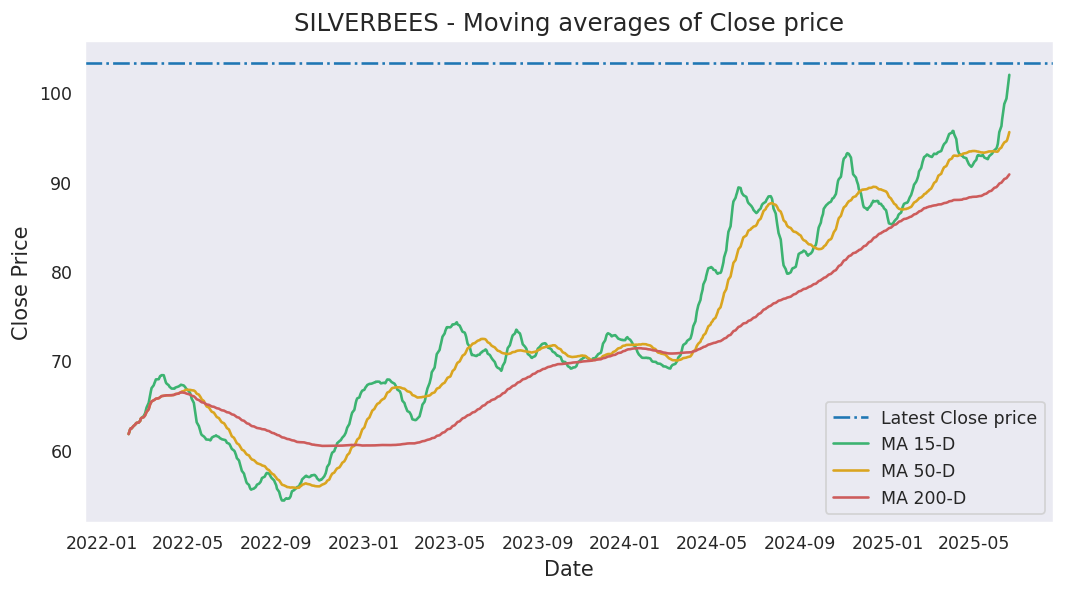 SILVERBEES - Moving averages of Close price
Close Price
100
90
80
70
60
2022-01 2022-05 2022-09 2023-01 2023-05 2023-09 2024-01 2024-05 2024-09 2025-01 2025-05
Date
Latest Close price
MA 15-D
MA 50-D
MA 200-D